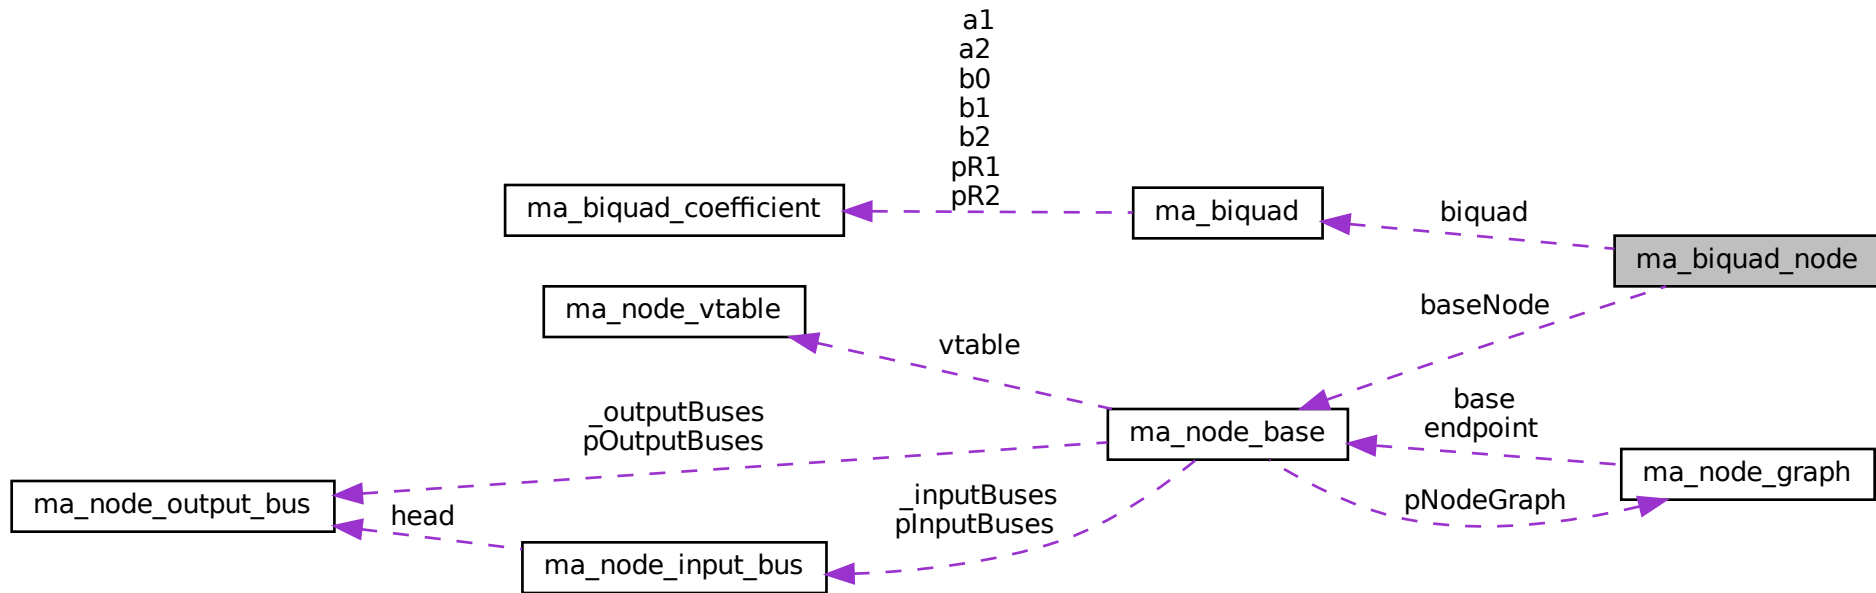 a1
a2
b0
b1
b2
pR1
pR2
ma_biquad_coefficient
ma_biquad
biquad
ma_biquad_node
ma_node_vtable
baseNode
vtable
_outputBuses
pOutputBuses
ma_node_base
base
endpoint
ma_node_graph
ma_node_output_bus
head
_inputBuses
pInputBuses
pNodeGraph
ma_node_input_bus